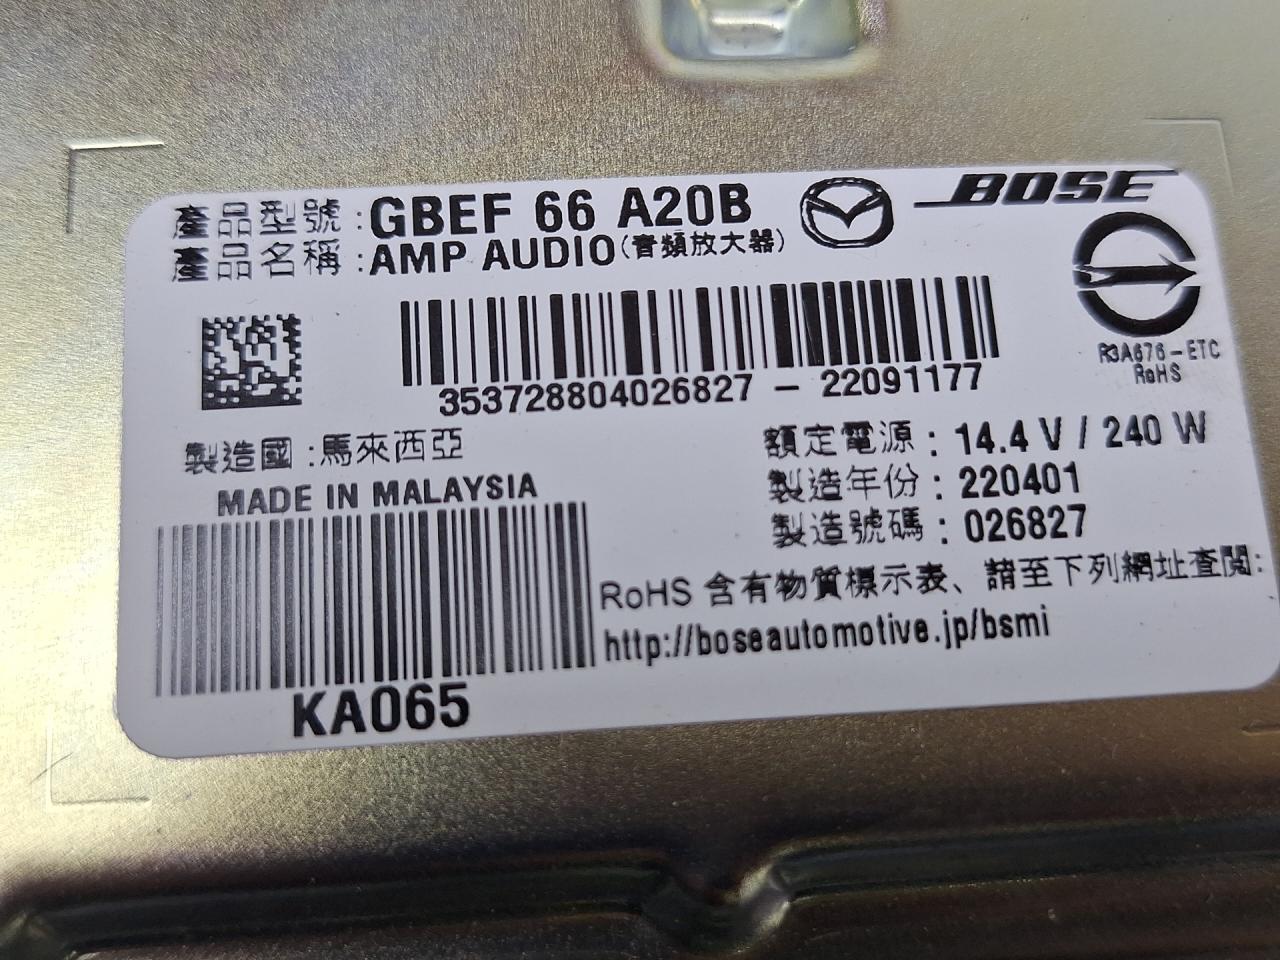 產品型號:GBEF 66 A20B
BOSE
產品名稱:AMP AUDIO(音頻放大器)
353728804026827 - 22091177
R3A676-ETC
RoHS
製造國:馬來西亞
MADE IN MALAYSIA
額定電源:14.4 V / 240 W
製造年份:220401
製造號碼:026827
RoHS 含有物質標示表、請至下列網址查閱:
http://boseautomotive.jp/bsmi
KA065